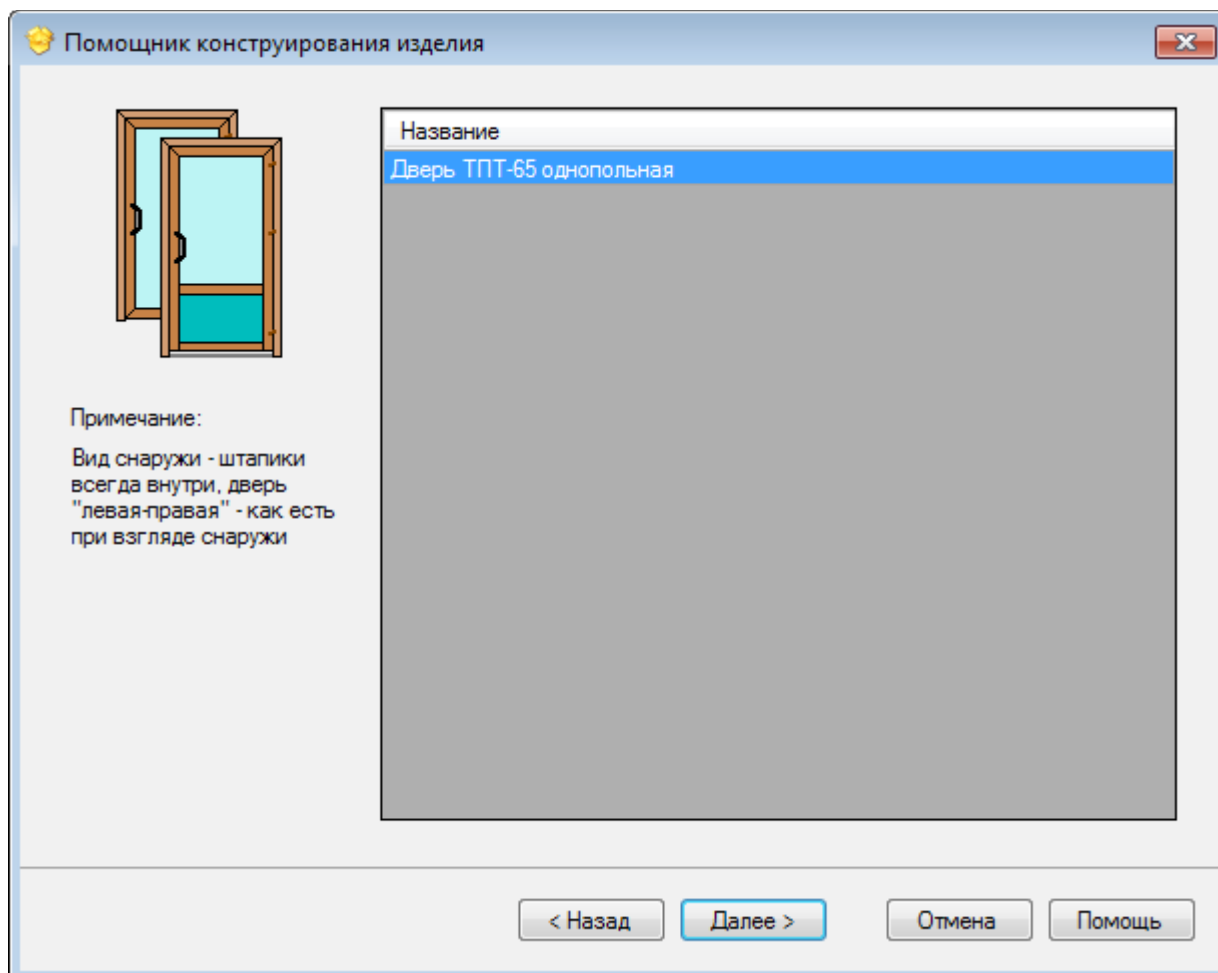 Помощник конструирования изделия
Название
Дверь ТПТ-65 однопольная
Примечание:
Вид снаружи - штапики
всегда внутри, дверь
"левая-правая" - как есть
при взгляде снаружи
< Назад
Далее >
Отмена
Помощь